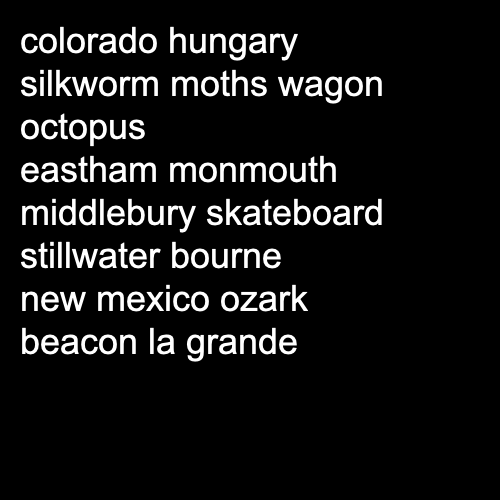 colorado hungary
silkworm moths wagon
octopus
eastham monmouth
middlebury skateboard
stillwater bourne
new mexico ozark
beacon la grande